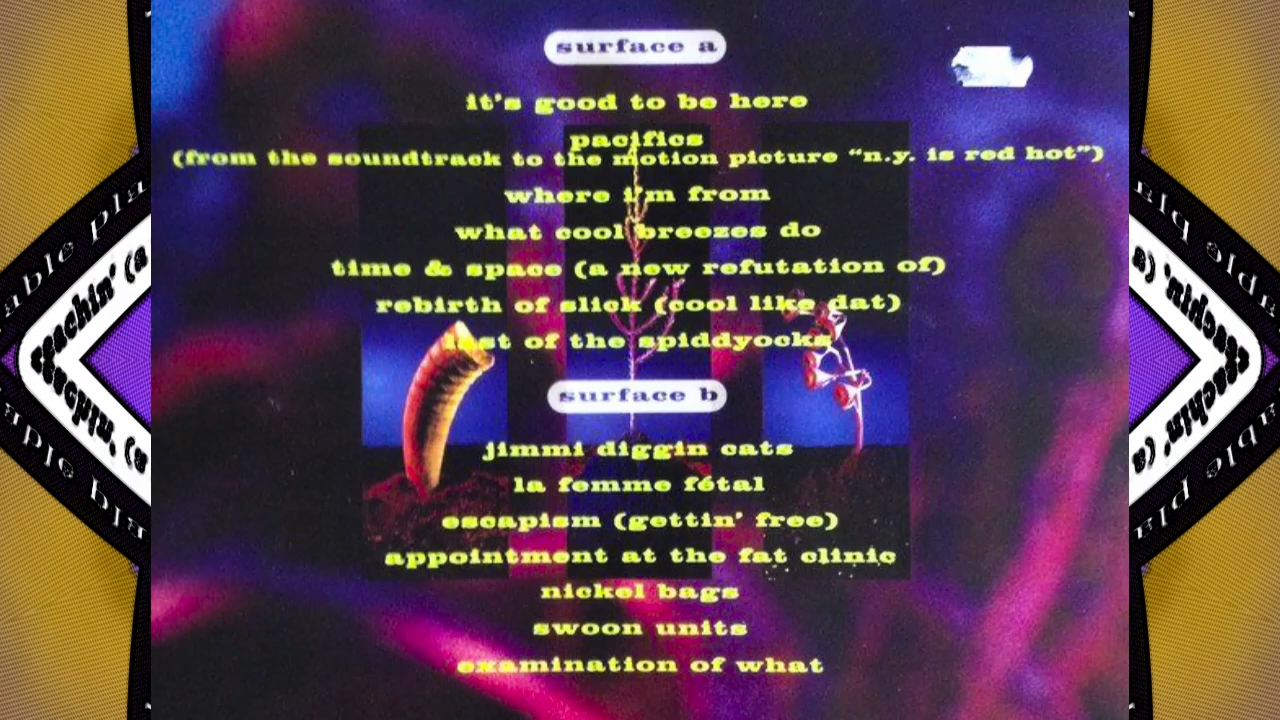 surface a
it's good to be here
pacifics
(from the soundtrack to the motion picture “n.y. is red hot”)
where i'm from
what cool breezes do
time & space (a new refutation of)
rebirth of slick (cool like dat)
last of the spiddyocks
surface b
jimmi diggin cats
la femme fétal
escapism (gettin' free)
appointment at the fat clinic
nickel bags
swoon units
examination of what